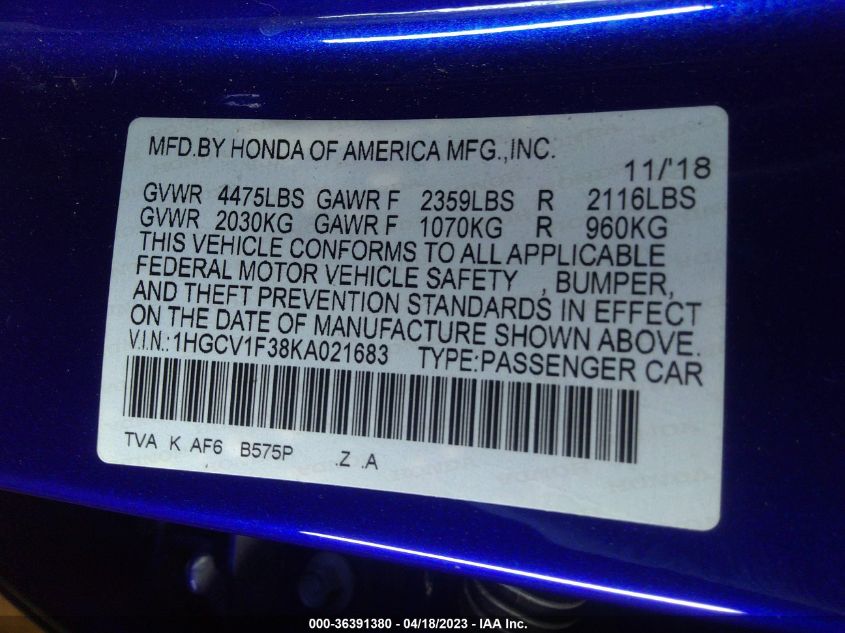 MFD.BY HONDA OF AMERICA MFG.,INC.
11/'18
GVWR 4475LBS GAWR F 2359LBS R 2116LBS
GVWR 2030KG GAWR F 1070KG R 960KG
THIS VEHICLE CONFORMS TO ALL APPLICABLE
FEDERAL MOTOR VEHICLE SAFETY , BUMPER,
AND THEFT PREVENTION STANDARDS IN EFFECT
ON THE DATE OF MANUFACTURE SHOWN ABOVE.
V.I.N.:1HGCV1F38KA021683 TYPE:PASSENGER CAR
TVA K AF6 B575P .Z .A
000-36391380 - 04/18/2023 - IAA Inc.